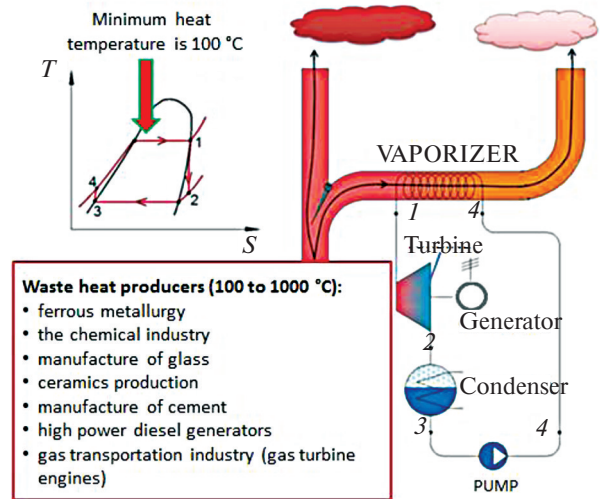 Minimum heat
temperature is 100 °C
T
1
4
3
2
S
VAPORIZER
1
4
Turbine
Generator
2
Condenser
3
4
PUMP
Waste heat producers (100 to 1000 °C):
• ferrous metallurgy
• the chemical industry
• manufacture of glass
• ceramics production
• manufacture of cement
• high power diesel generators
• gas transportation industry (gas turbine
engines)